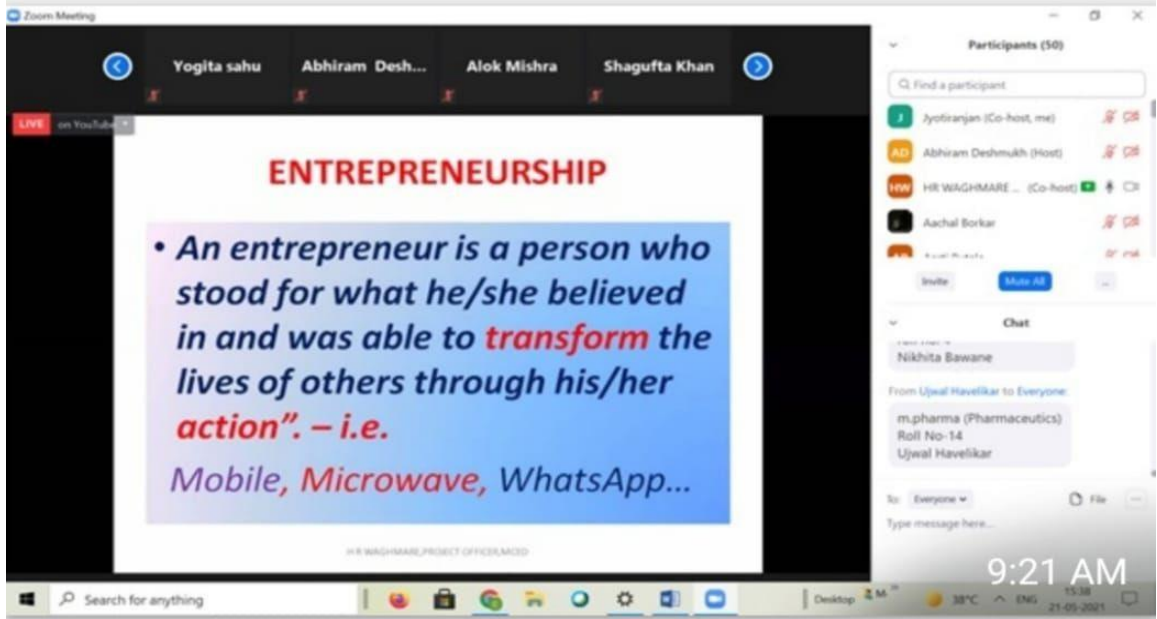 Zoom Meeting
Yogita sahu Abhiram Desh... Alok Mishra Shagufta Khan
LIVE on YouTube
ENTREPRENEURSHIP
• An entrepreneur is a person who
stood for what he/she believed
in and was able to transform the
lives of others through his/her
action”. – i.e.
Mobile, Microwave, WhatsApp...
H R WAGHMARE,PROJECT OFFICER,MCED
Participants (50)
Find a participant
J Jyotiranjan (Co-host, me)
AD Abhiram Deshmukh (Host)
HW HR WAGHMARE... (Co-host)
Aachal Borkar
Invite Mute All ...
Chat
Nikhita Bawane
From Ujwal Havelikar to Everyone:
m.pharma (Pharmaceutics)
Roll No-14
Ujwal Havelikar
To: Everyone File ...
Type message here...
9:21 AM
Search for anything
Desktop
38°C ENG 15:38
21-05-2021